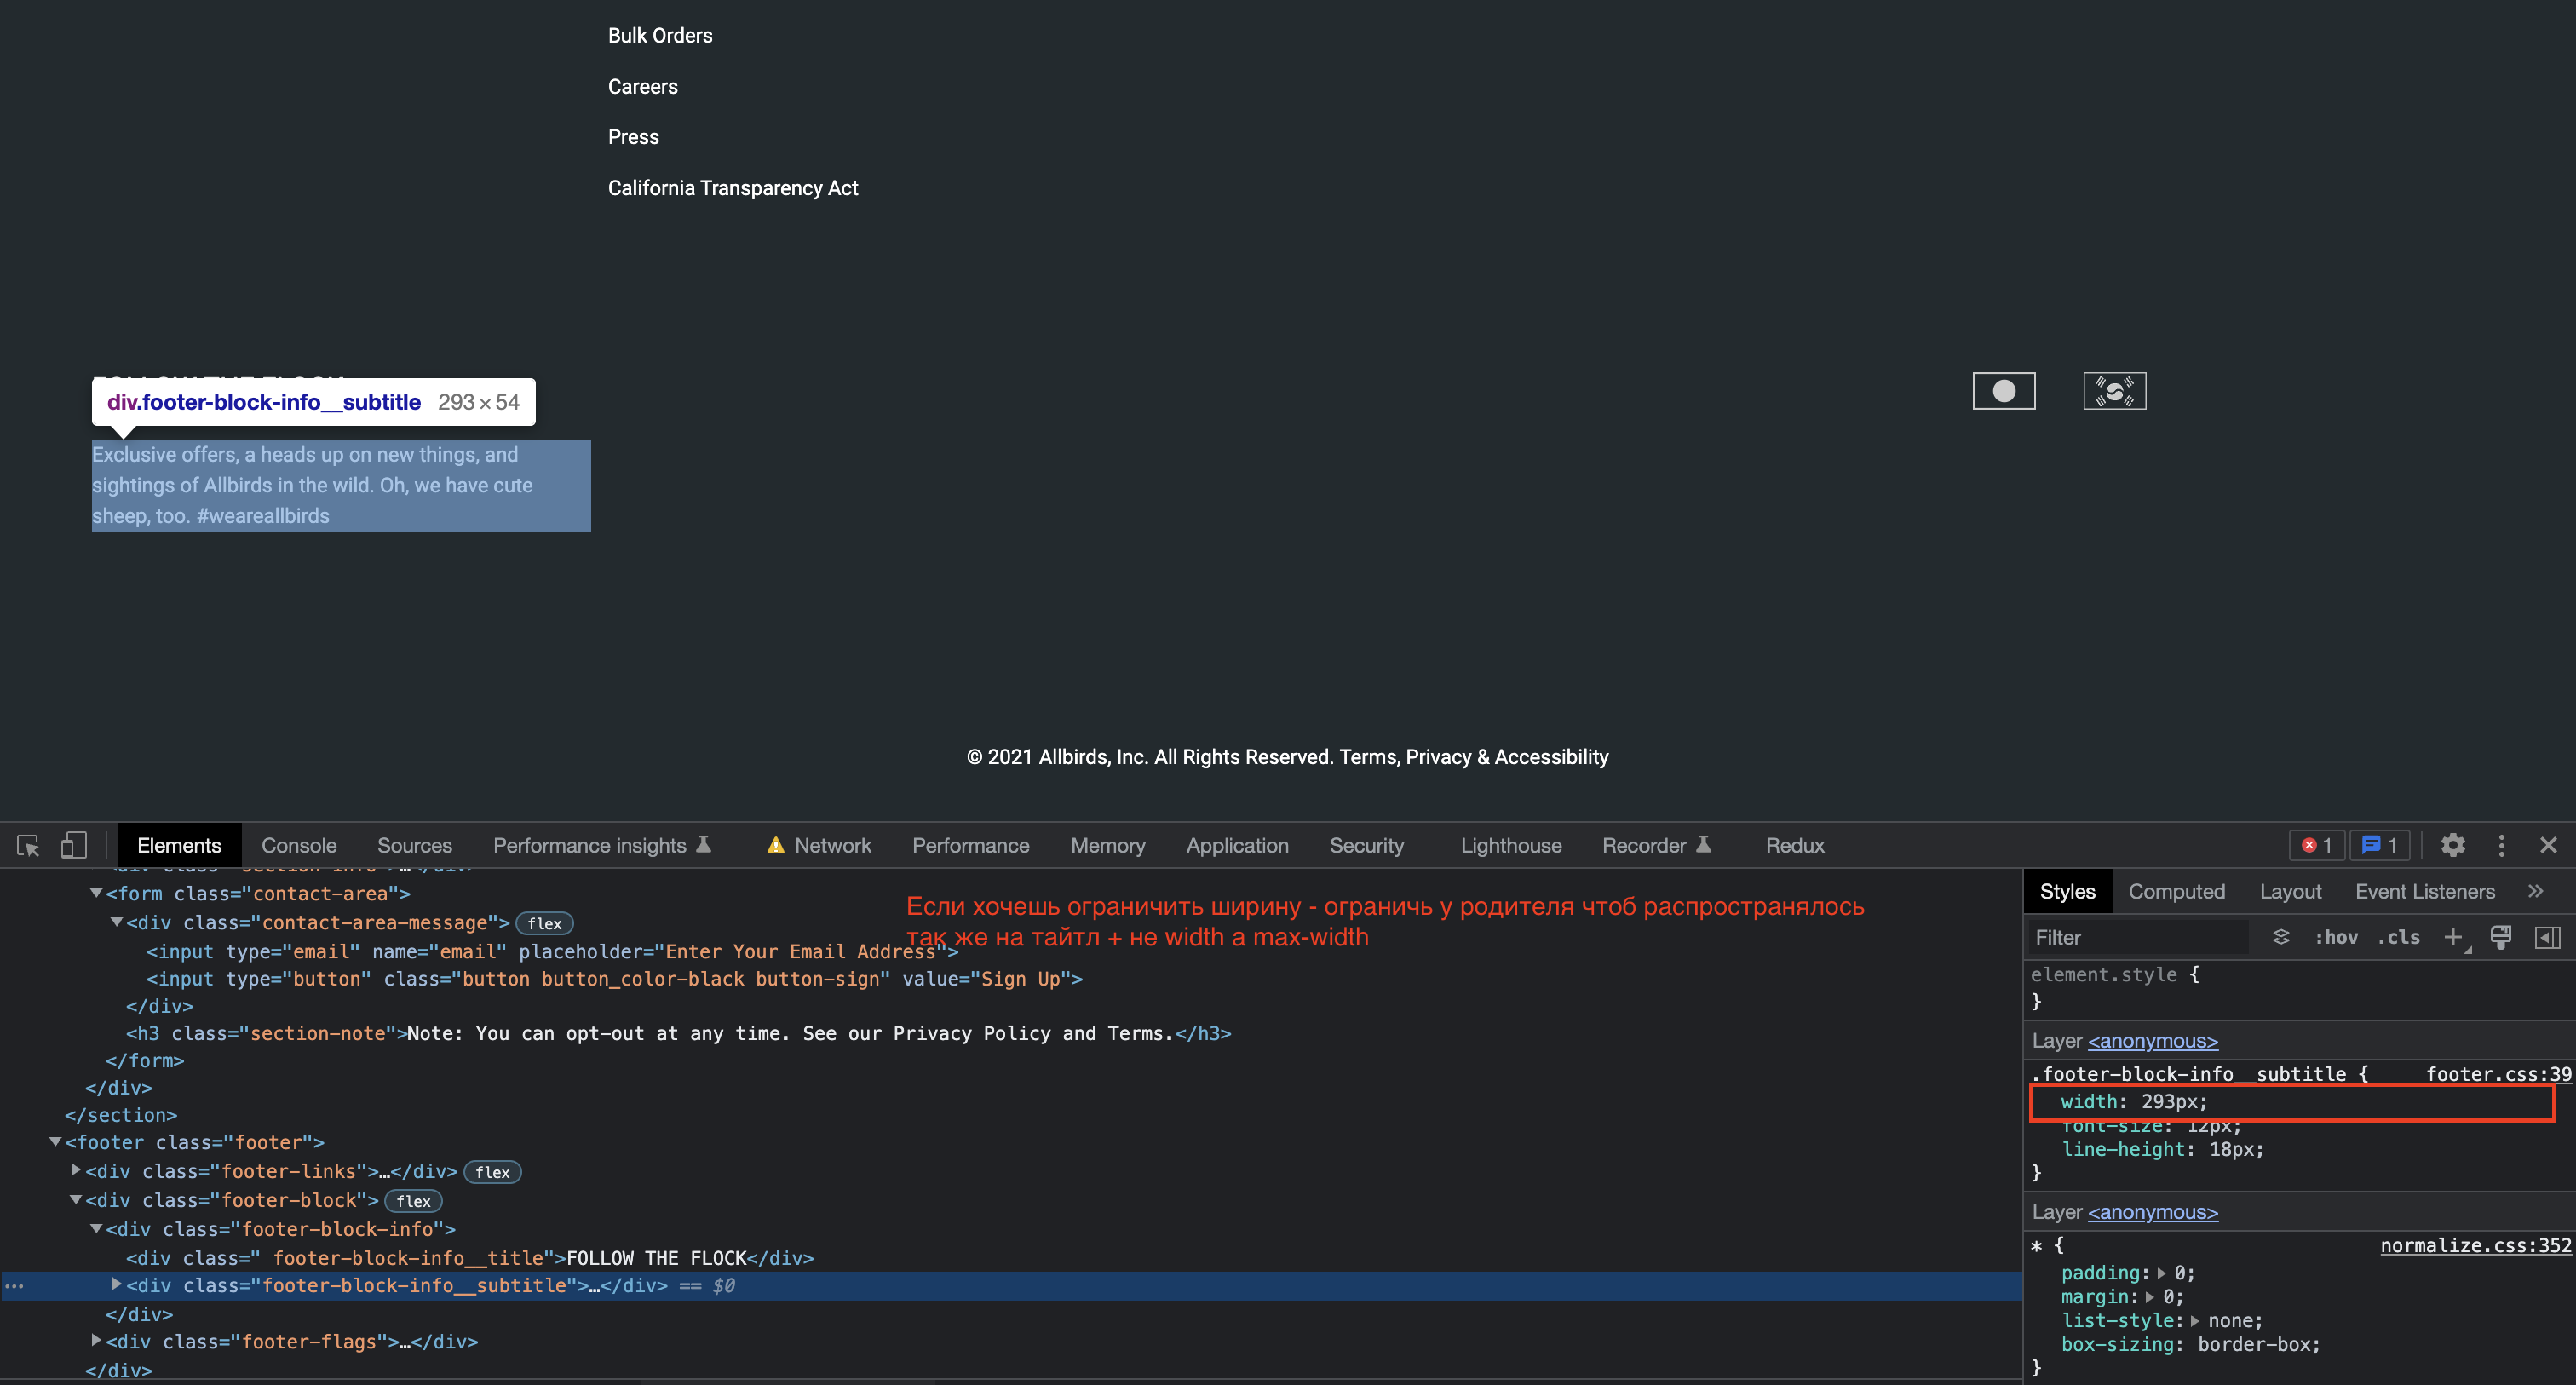 Bulk Orders
Careers
Press
California Transparency Act
div.footer-block-info__subtitle 293 × 54
Exclusive offers, a heads up on new things, and
sightings of Allbirds in the wild. Oh, we have cute
sheep, too. #weareallbirds
© 2021 Allbirds, Inc. All Rights Reserved. Terms, Privacy & Accessibility
Elements Console Sources Performance insights Network Performance Memory Application Security Lighthouse Recorder Redux 1 1
<form class="contact-area">
<div class="contact-area-message"> flex
<input type="email" name="email" placeholder="Enter Your Email Address">
<input type="button" class="button button_color-black button-sign" value="Sign Up">
</div>
<h3 class="section-note">Note: You can opt-out at any time. See our Privacy Policy and Terms.</h3>
</form>
</div>
</section>
<footer class="footer">
<div class="footer-links">…</div> flex
<div class="footer-block"> flex
<div class="footer-block-info">
<div class=" footer-block-info__title">FOLLOW THE FLOCK</div>
<div class="footer-block-info__subtitle">…</div> == $0
</div>
<div class="footer-flags">…</div>
</div>
Если хочешь ограничить ширину - ограничь у родителя чтоб распространялось
так же на тайтл + не width а max-width
Styles Computed Layout Event Listeners »
Filter :hov .cls +
element.style {
}
Layer <anonymous>
.footer-block-info__subtitle { footer.css:39
width: 293px;
font-size: 12px;
line-height: 18px;
}
Layer <anonymous>
* { normalize.css:352
padding: 0;
margin: 0;
list-style: none;
box-sizing: border-box;
}